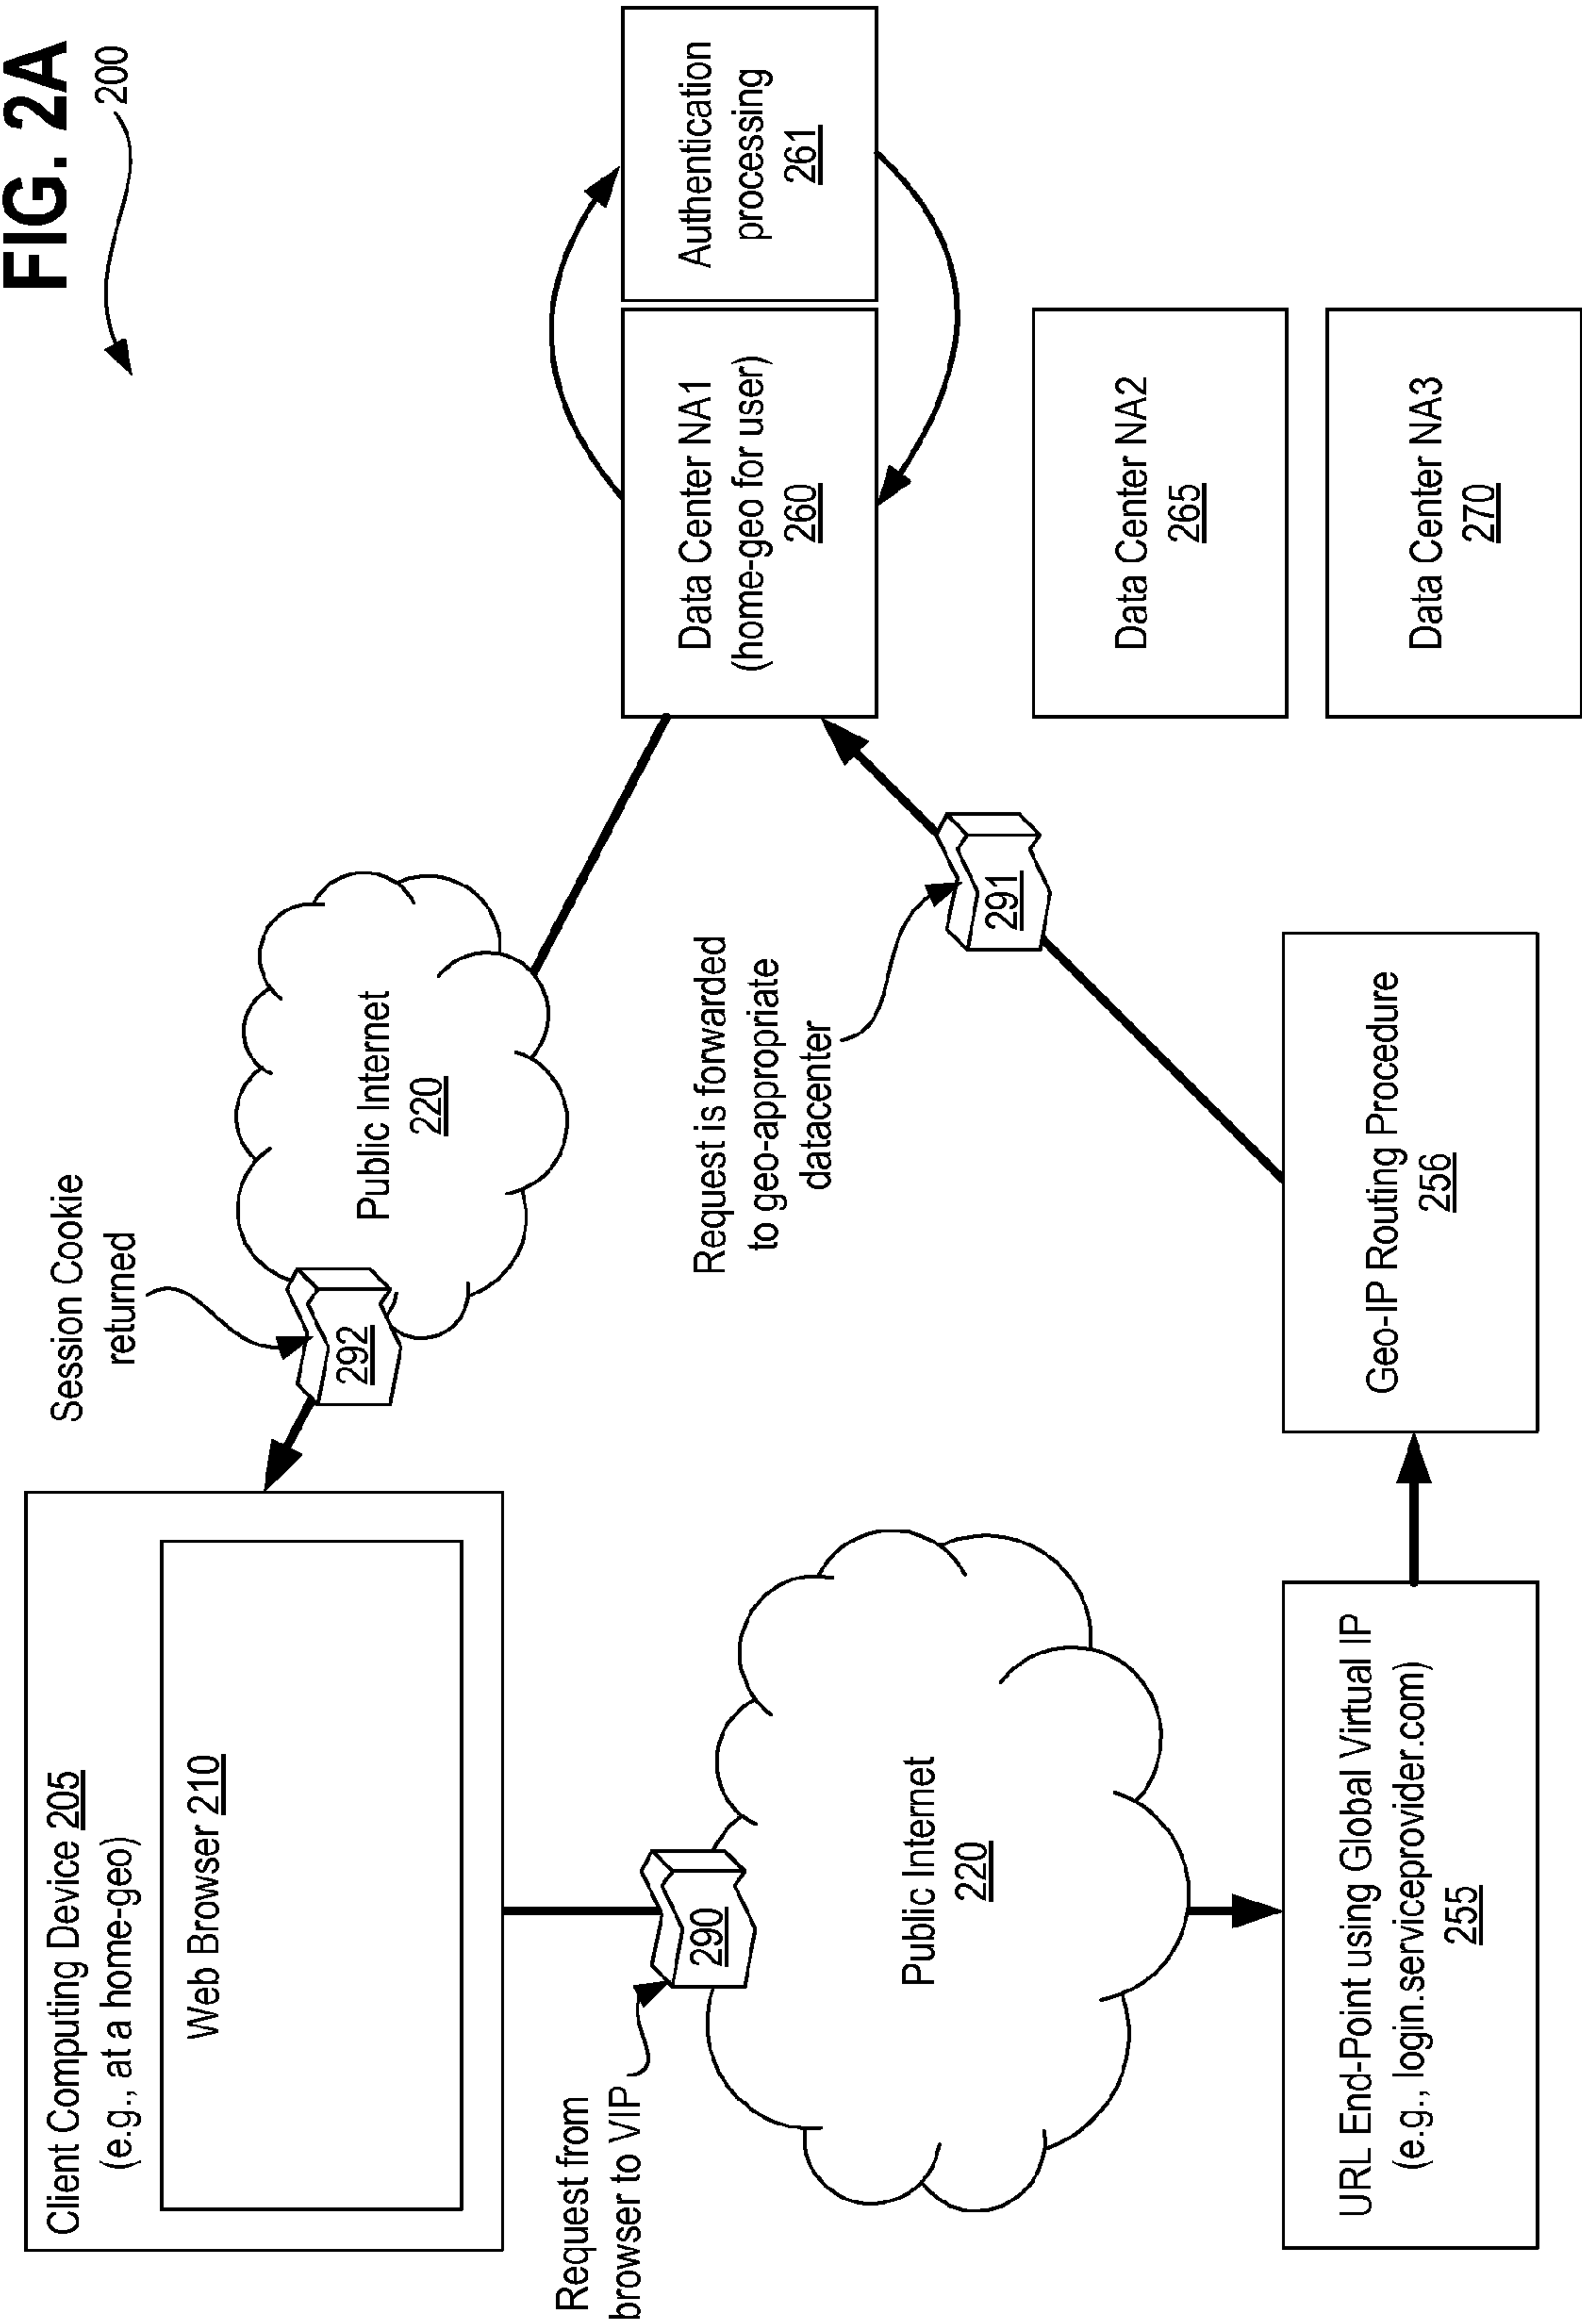 FIG. 2A
200
Client Computing Device 205
(e.g., at a home-geo)
Web Browser 210
Session Cookie
returned
292
Public Internet
220
Data Center NA1
(home-geo for user)
260
Authentication
processing
261
Request from
browser to VIP
290
Public Internet
220
Request is forwarded
to geo-appropriate
datacenter
291
Data Center NA2
265
Data Center NA3
270
URL End-Point using Global Virtual IP
(e.g., login.serviceprovider.com)
255
Geo-IP Routing Procedure
256